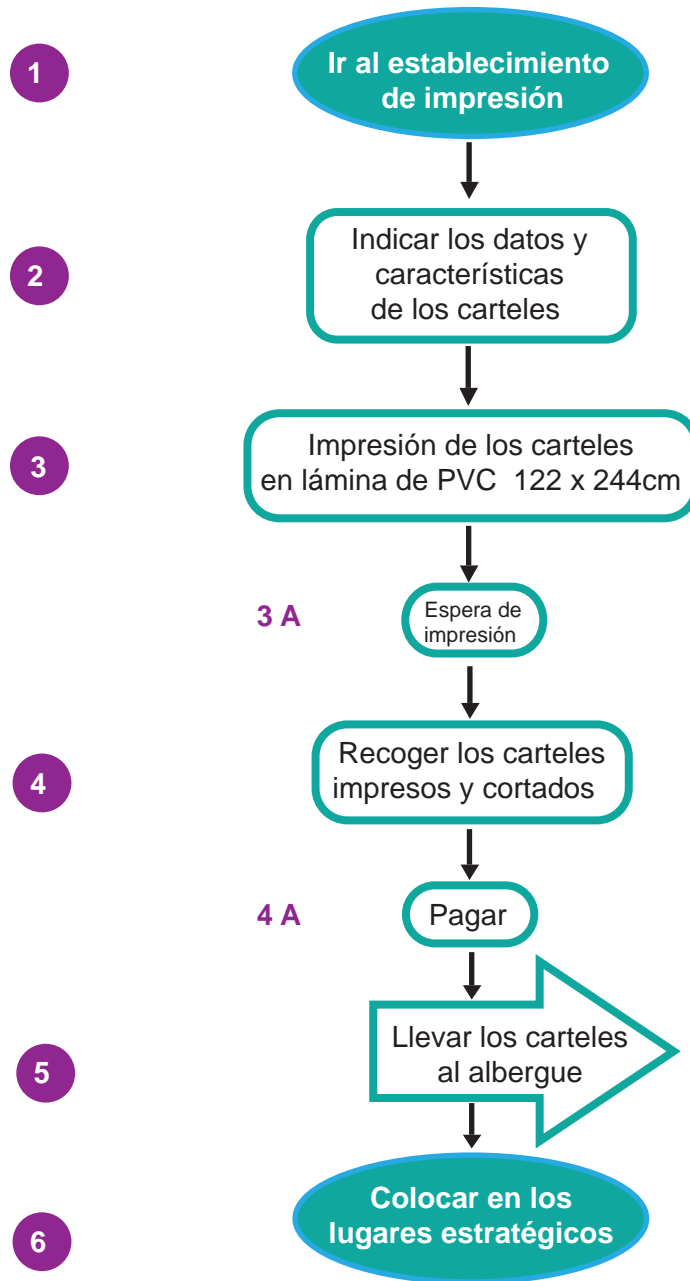 1
Ir al establecimiento
de impresión
2
Indicar los datos y
características
de los carteles
3
Impresión de los carteles
en lámina de PVC 122 x 244cm
3 A
Espera de
impresión
4
Recoger los carteles
impresos y cortados
4 A
Pagar
5
Llevar los carteles
al albergue
6
Colocar en los
lugares estratégicos